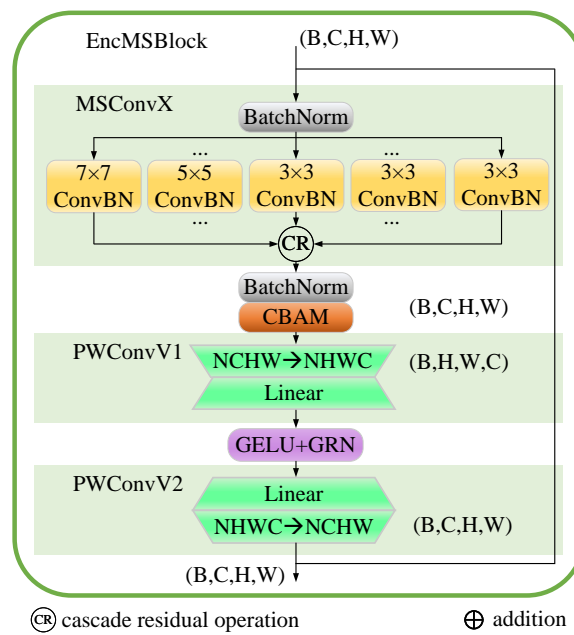 EncMSBlock
(B,C,H,W)
MSConvX
BatchNorm
... ...
7×7 5×5 3×3 3×3 3×3
ConvBN ConvBN ConvBN ConvBN ConvBN
... ...
CR
BatchNorm
CBAM
(B,C,H,W)
PWConvV1
NCHW→NHWC
(B,H,W,C)
Linear
GELU+GRN
PWConvV2
Linear
NHWC→NCHW
(B,C,H,W)
(B,C,H,W)
CR cascade residual operation ⊕ addition